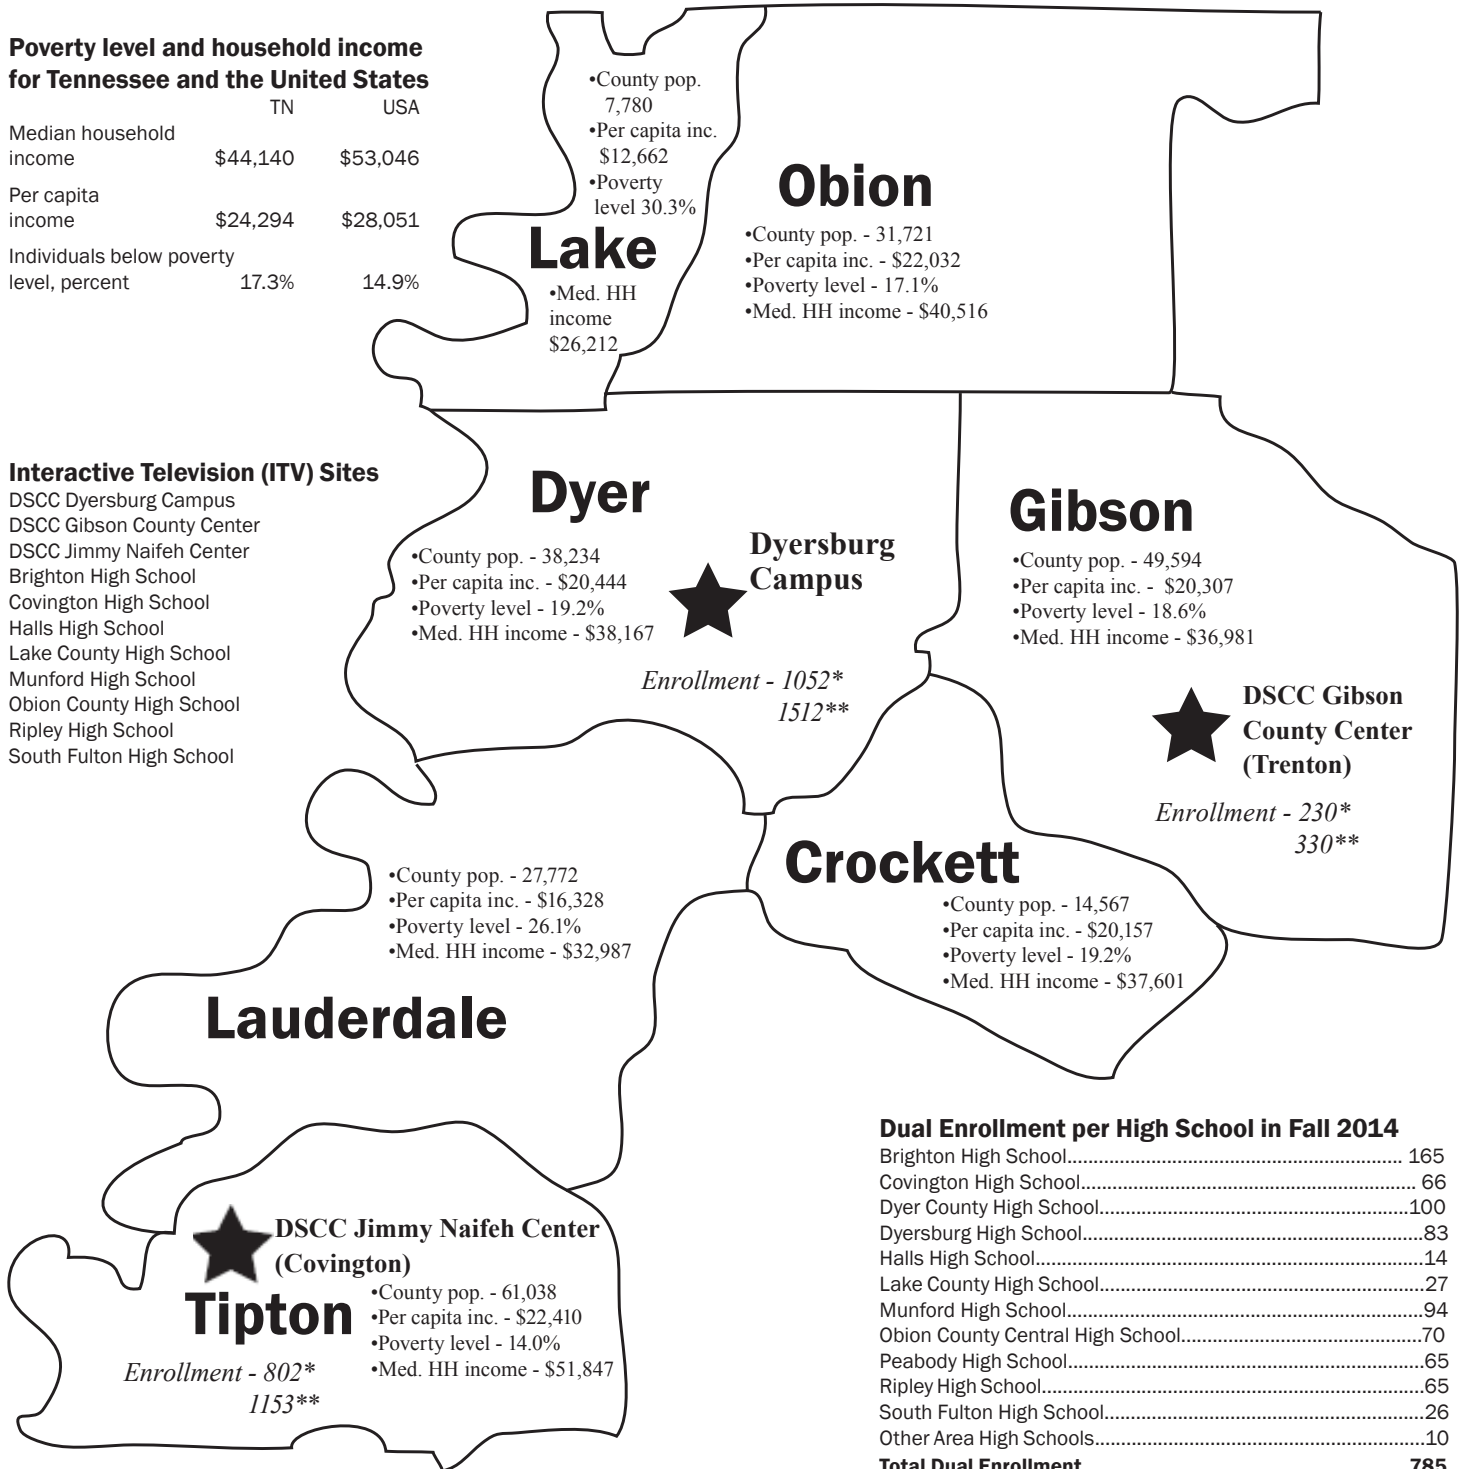 Poverty level and household income
for Tennessee and the United States
TN USA
Median household
income $44,140 $53,046
Per capita
income $24,294 $28,051
Individuals below poverty
level, percent 17.3% 14.9%
•County pop.
7,780
•Per capita inc.
$12,662
•Poverty
level 30.3%
Lake
•Med. HH
income
$26,212
Obion
•County pop. - 31,721
•Per capita inc. - $22,032
•Poverty level - 17.1%
•Med. HH income - $40,516
Interactive Television (ITV) Sites
DSCC Dyersburg Campus
DSCC Gibson County Center
DSCC Jimmy Naifeh Center
Brighton High School
Covington High School
Halls High School
Lake County High School
Munford High School
Obion County High School
Ripley High School
South Fulton High School
Dyer
•County pop. - 38,234
•Per capita inc. - $20,444
•Poverty level - 19.2%
•Med. HH income - $38,167
Dyersburg
Campus
Enrollment - 1052*
1512**
Gibson
•County pop. - 49,594
•Per capita inc. - $20,307
•Poverty level - 18.6%
•Med. HH income - $36,981
DSCC Gibson
County Center
(Trenton)
Enrollment - 230*
330**
Crockett
•County pop. - 14,567
•Per capita inc. - $20,157
•Poverty level - 19.2%
•Med. HH income - $37,601
•County pop. - 27,772
•Per capita inc. - $16,328
•Poverty level - 26.1%
•Med. HH income - $32,987
Lauderdale
DSCC Jimmy Naifeh Center
(Covington)
Tipton
•County pop. - 61,038
•Per capita inc. - $22,410
•Poverty level - 14.0%
•Med. HH income - $51,847
Enrollment - 802*
1153**
Dual Enrollment per High School in Fall 2014
Brighton High School............................................................. 165
Covington High School............................................................. 66
Dyer County High School.........................................................100
Dyersburg High School..............................................................83
Halls High School.......................................................................14
Lake County High School...........................................................27
Munford High School.................................................................94
Obion County Central High School............................................70
Peabody High School.................................................................65
Ripley High School......................................................................65
South Fulton High School...........................................................26
Other Area High Schools............................................................10
Total Dual Enrollment 785